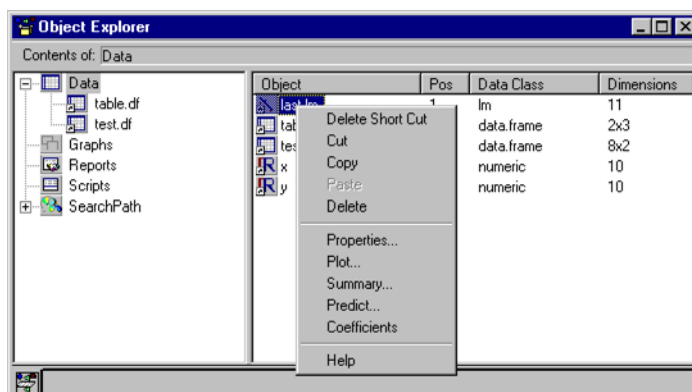 Object Explorer
Contents of: Data
Data
table.df
test.df
Graphs
Reports
Scripts
SearchPath
Object Pos Data Class Dimensions
last.lm 1 lm 11
data.frame 2x3
data.frame 8x2
x numeric 10
y numeric 10
Delete Short Cut
Cut
Copy
Paste
Delete
Properties...
Plot...
Summary...
Predict...
Coefficients
Help